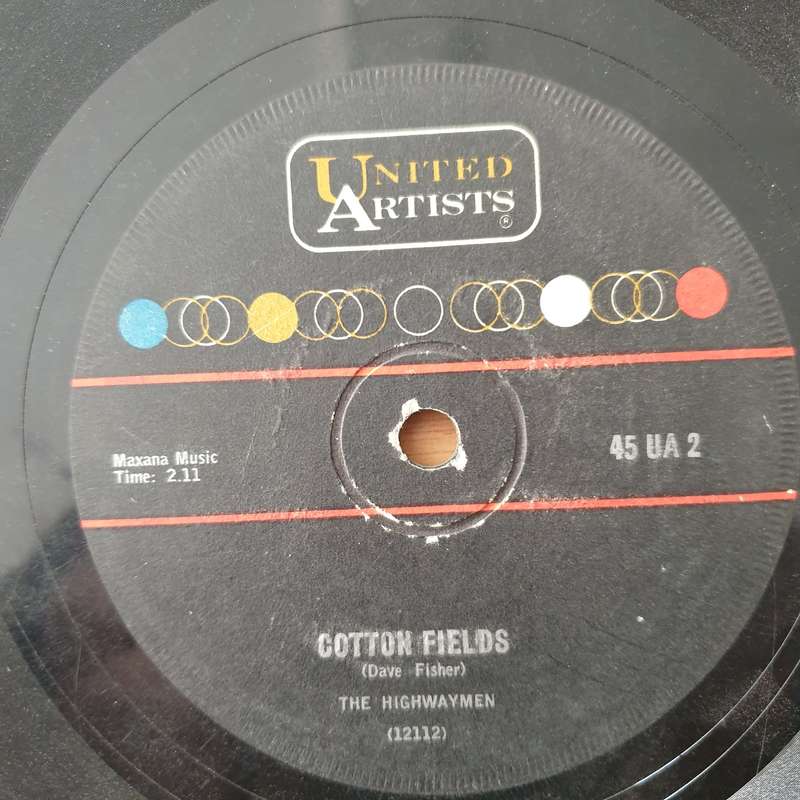 UNITED
ARTISTS
®
Maxana Music
Time: 2.11
45 UA 2
COTTON FIELDS
(Dave Fisher)
THE HIGHWAYMEN
(12112)